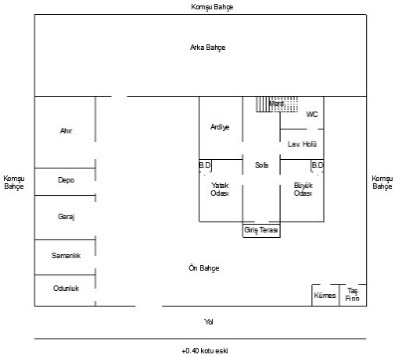 Komşu Bahçe
Arka Bahçe
Merd.
WC
Ahır
Ardiye
Lav. Holü
B.D
Sofa
B.D
Komşu
Bahçe
Depo
Yatak
Odası
Büyük
Odası
Komşu
Bahçe
Garaj
Giriş Terası
Samanlık
Ön Bahçe
Odunluk
Kümes
Taş
Fırın
Yol
+0.40 kotu eski